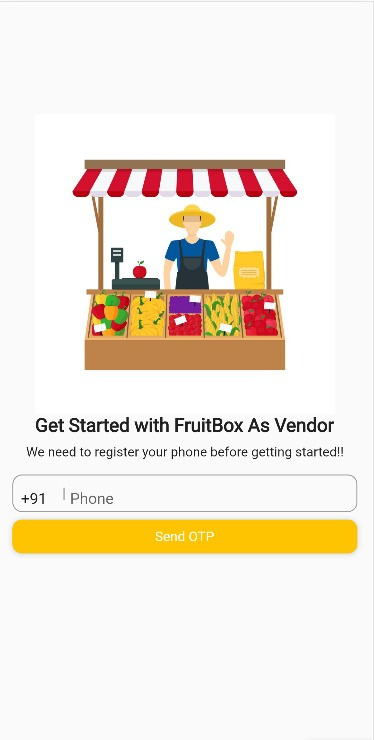 Get Started with FruitBox As Vendor
We need to register your phone before getting started!!
+91 | Phone
Send OTP